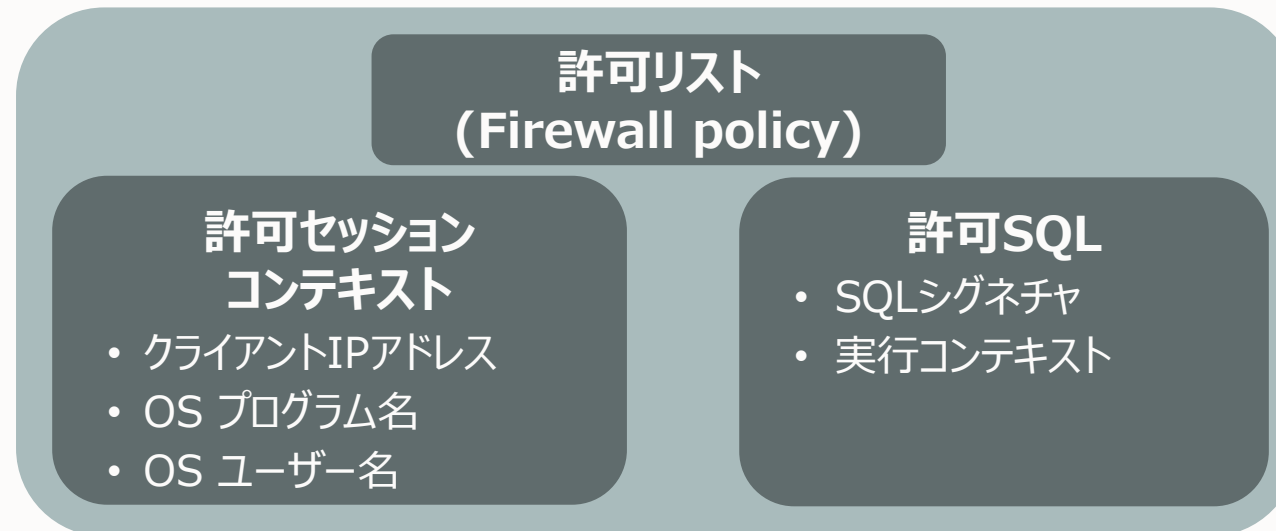 許可リスト
(Firewall policy)
許可セッション
コンテキスト
• クライアントIPアドレス
• OS プログラム名
• OS ユーザー名
許可SQL
• SQLシグネチャ
• 実行コンテキスト